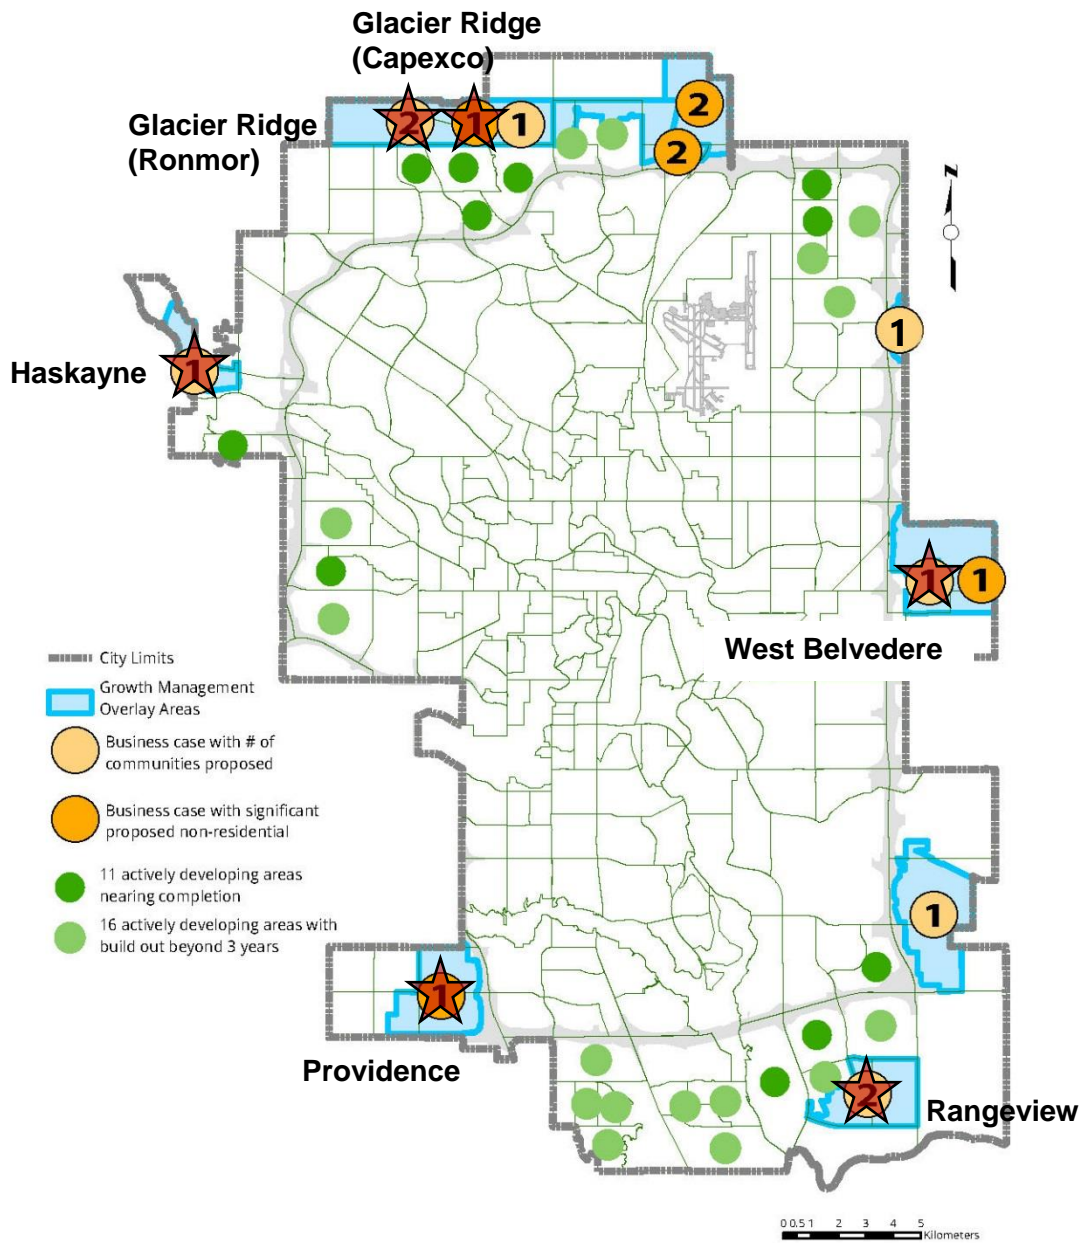 Glacier Ridge
(Capexco)
Glacier Ridge
(Ronmor)
2
1
1
2
2
N
1
Haskayne
1
1
1
West Belvedere
City Limits
Growth Management
Overlay Areas
Business case with # of
communities proposed
Business case with significant
proposed non-residential
11 actively developing areas
nearing completion
16 actively developing areas with
build out beyond 3 years
1
1
Providence
2
Rangeview
0 0.5 1 2 3 4 5
Kilometers